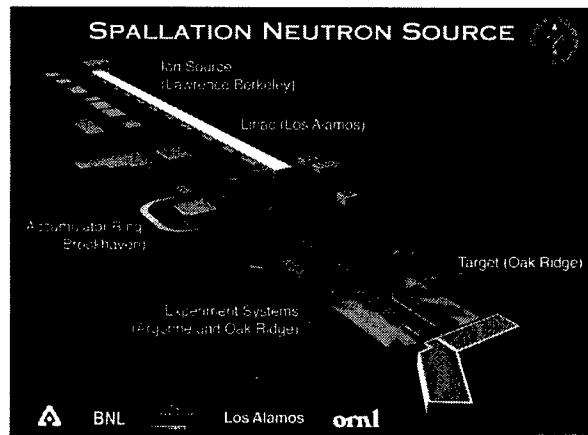 SPALLATION NEUTRON SOURCE
Ion Source
(Lawrence Berkeley)
Linac (Los Alamos)
Accumulator Ring
Brookhaven)
Target (Oak Ridge)
Experiment Systems
(Argonne and Oak Ridge)
BNL
Los Alamos
ornl